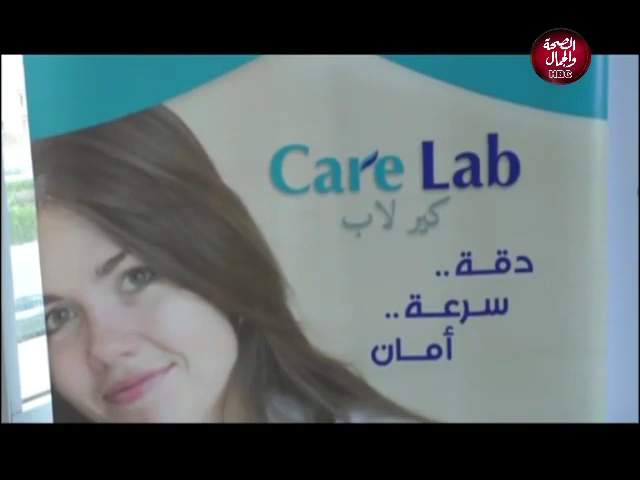 الصحة
والجمال
HBC
Care Lab
كير لاب
دقة ..
سرعة ..
أمان